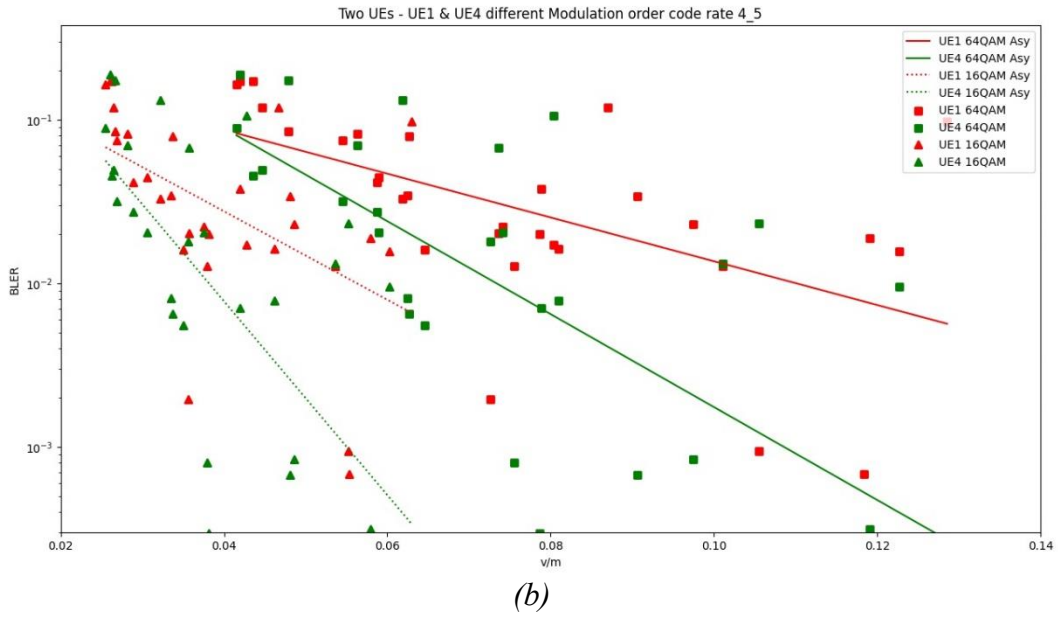 Two UEs - UE1 & UE4 different Modulation order code rate 4_5
UE1 64QAM Asy
UE4 64QAM Asy
UE1 16QAM Asy
UE4 16QAM Asy
UE1 64QAM
UE4 64QAM
UE1 16QAM
UE4 16QAM
BLER
10⁻¹
10⁻²
10⁻³
0.02 0.04 0.06 0.08 0.10 0.12 0.14
v/m
(b)